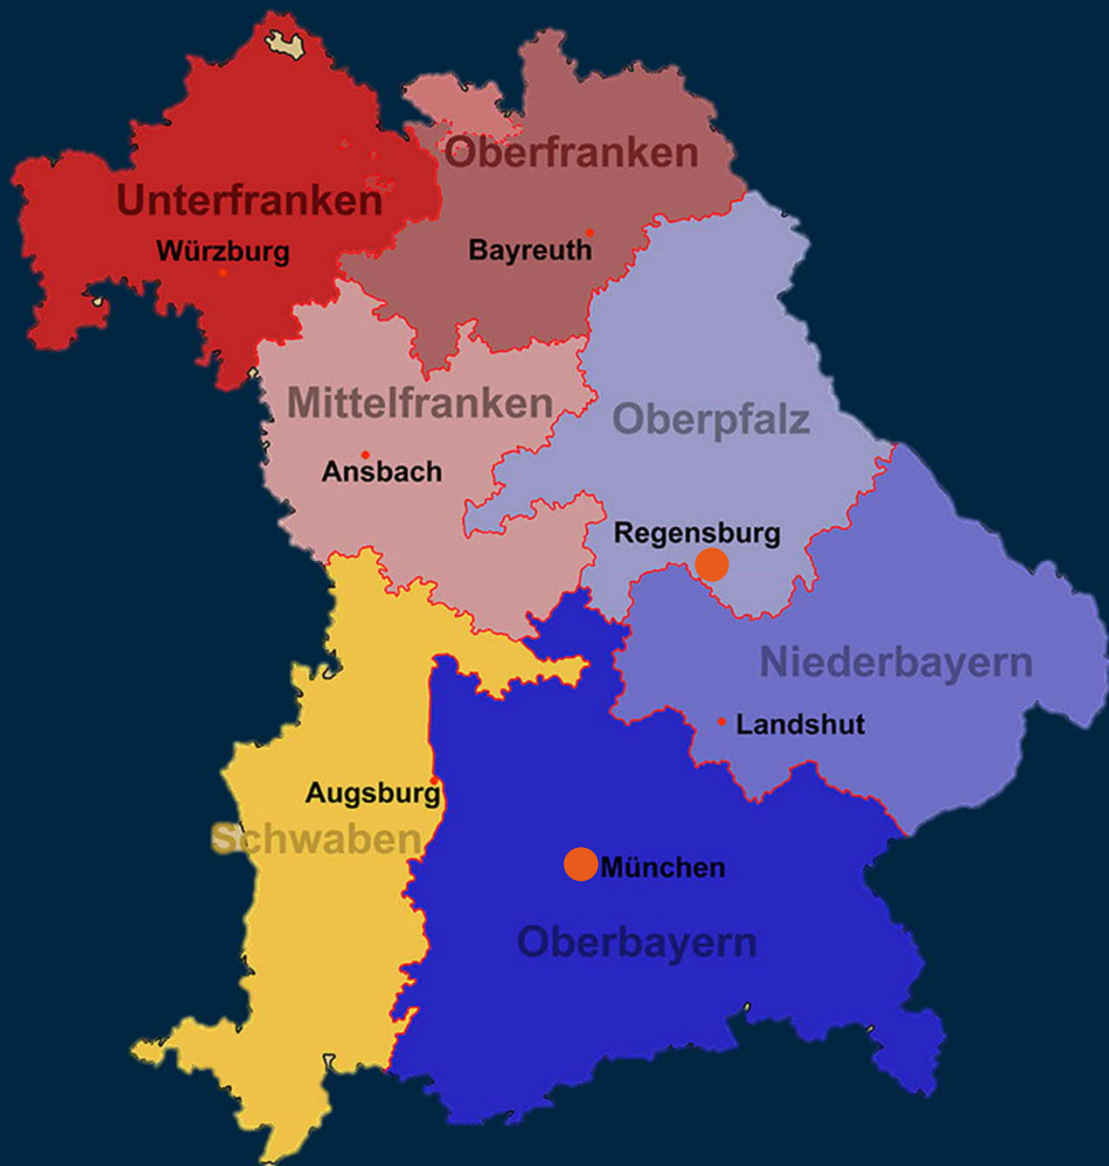 Oberfranken
Unterfranken
Würzburg
Bayreuth
Mittelfranken
Oberpfalz
Ansbach
Regensburg
Niederbayern
Landshut
Augsburg
Schwaben
München
Oberbayern